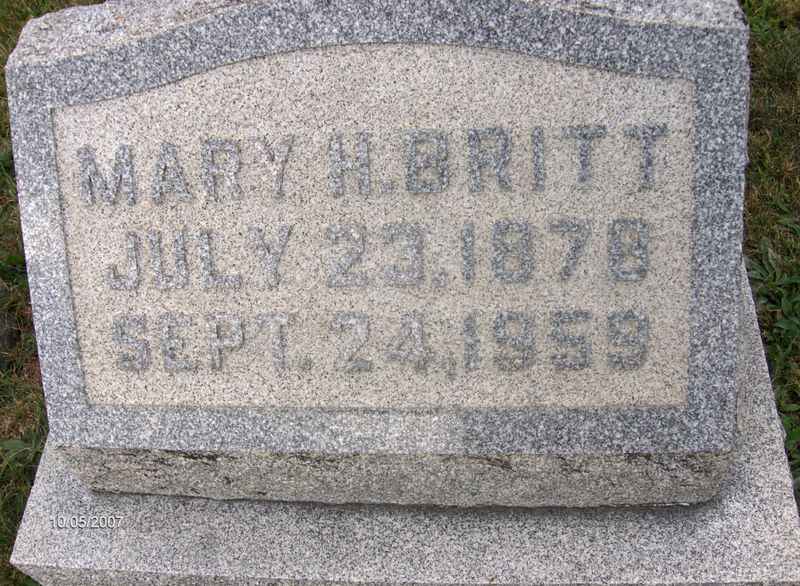 MARY H. BRITT
JULY 23, 1878
SEPT. 24, 1959
10.05.2007